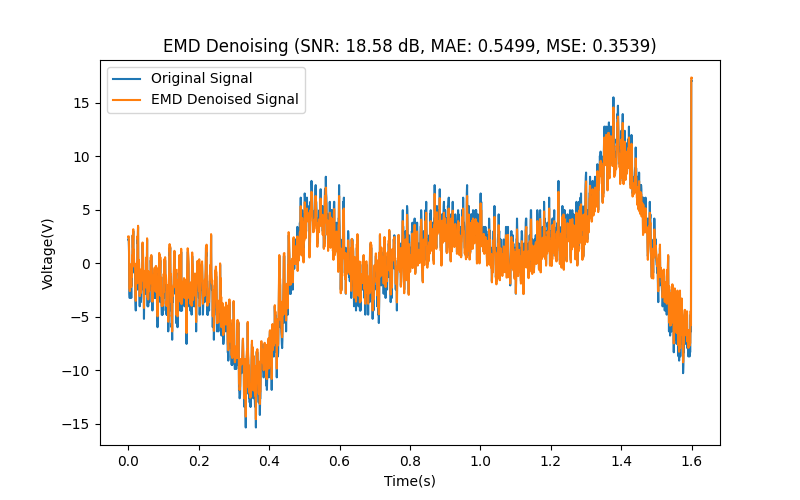 EMD Denoising (SNR: 18.58 dB, MAE: 0.5499, MSE: 0.3539)
Original Signal
EMD Denoised Signal
Voltage(V)
15
10
5
0
−5
−10
−15
0.0 0.2 0.4 0.6 0.8 1.0 1.2 1.4 1.6
Time(s)